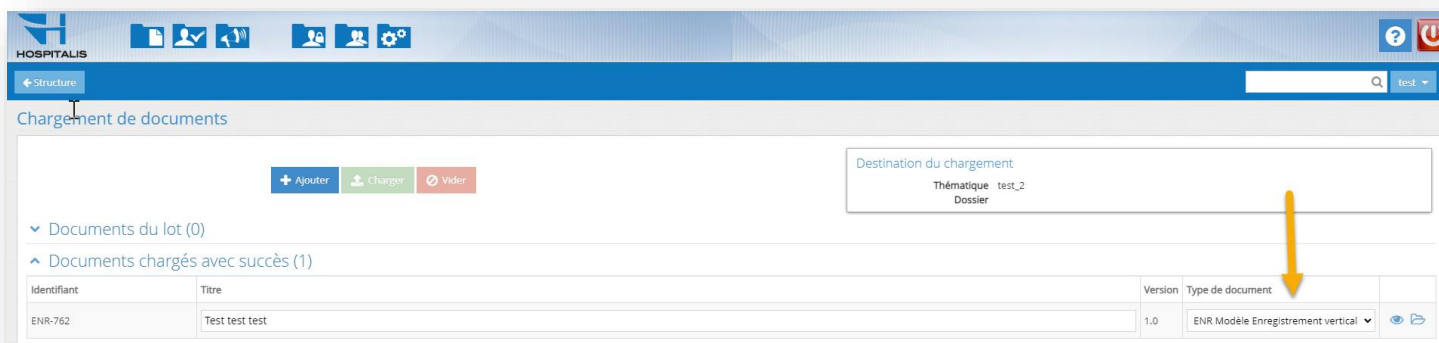 HOSPITALIS
Structure
test
Chargement de documents
Ajouter Charger Vider
Destination du chargement
Thématique test_2
Dossier
Documents du lot (0)
Documents chargés avec succès (1)
Identifiant Titre Version Type de document
ENR-762 Test test test 1.0 ENR Modèle Enregistrement vertical